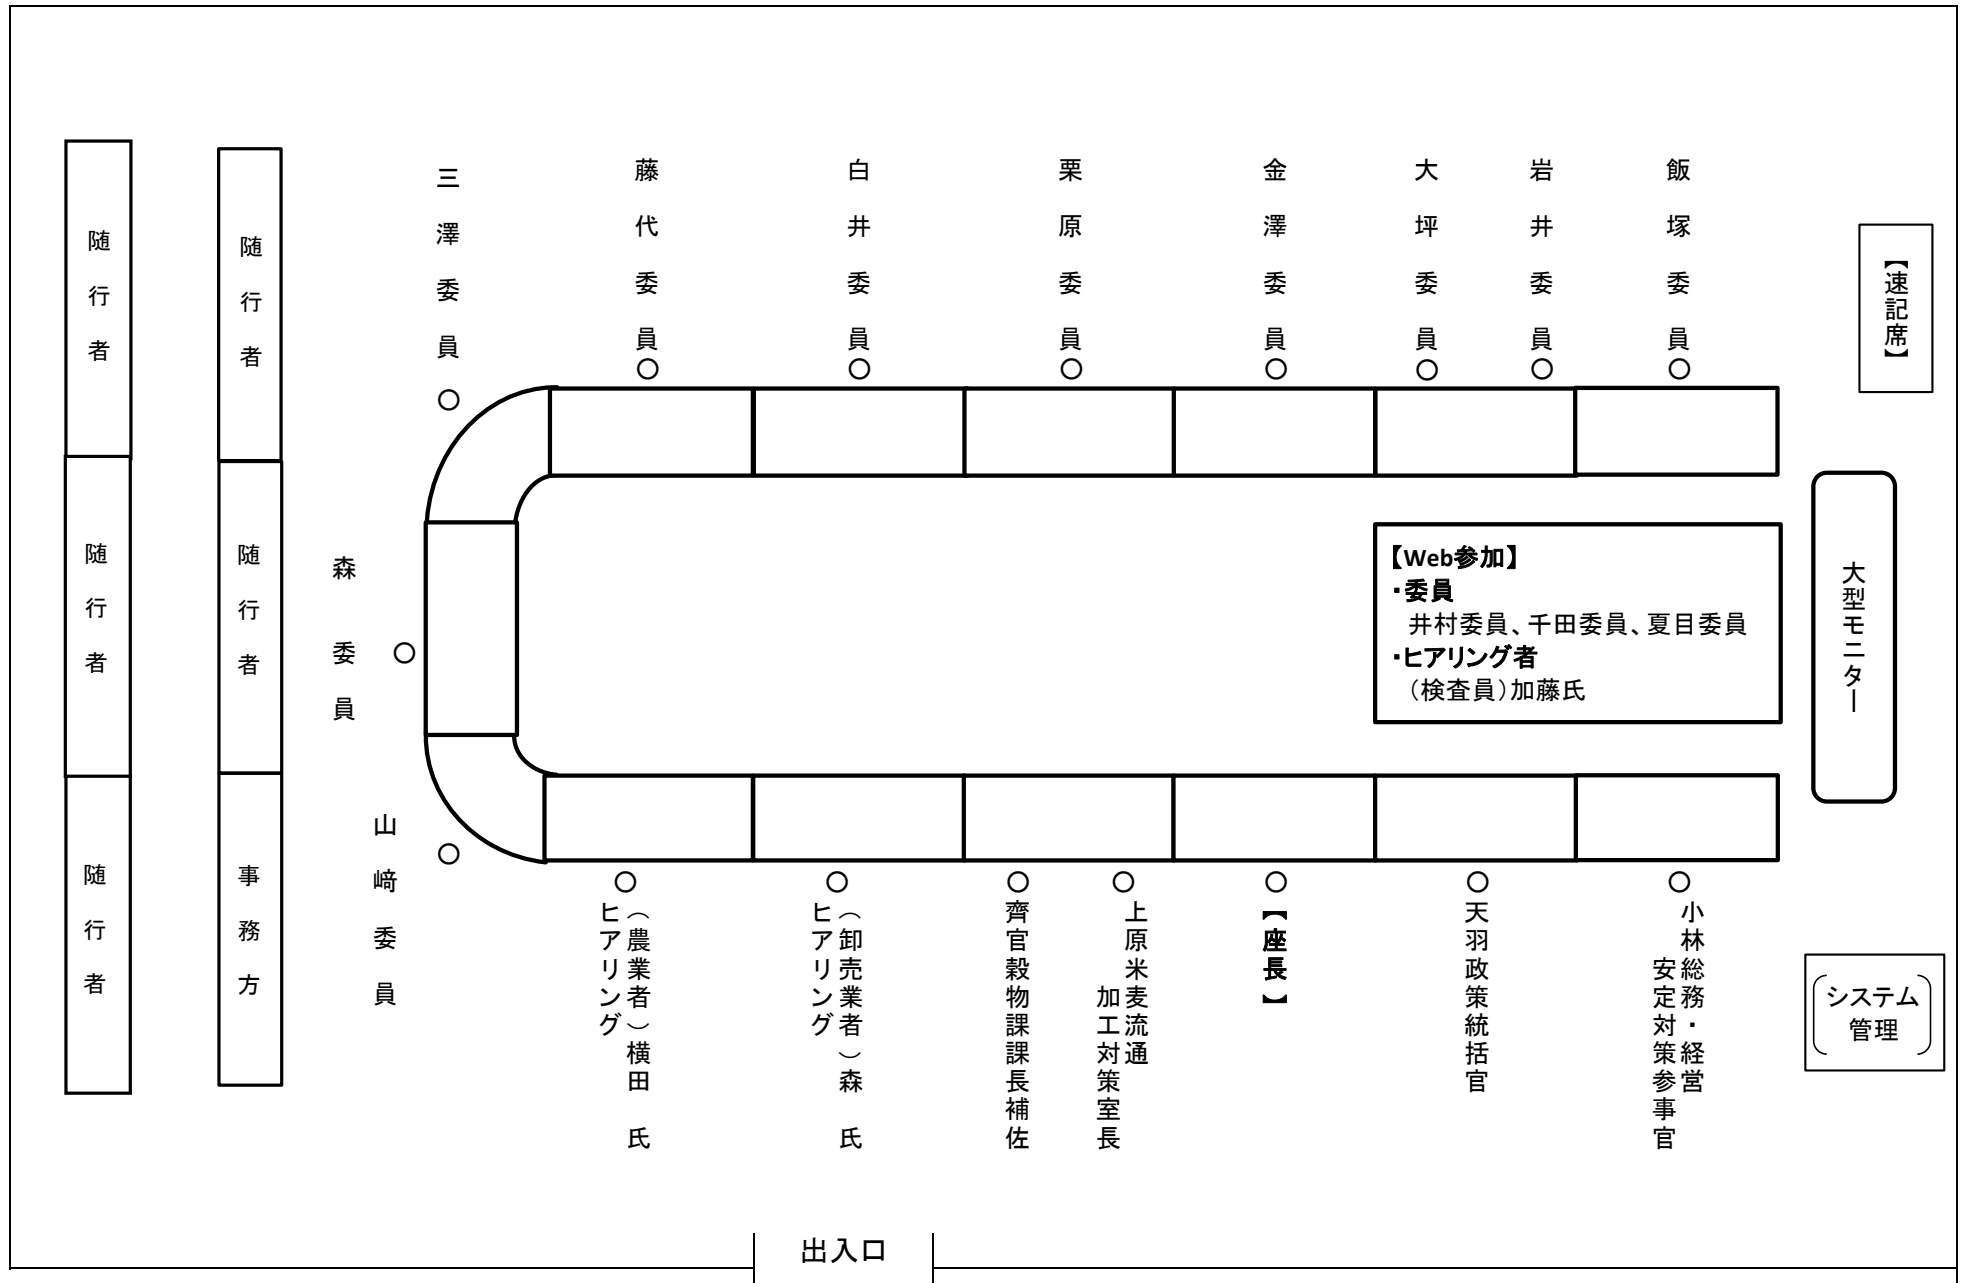 随行者
随行者
随行者
随行者
随行者
事務方
三澤委員
藤代委員
白井委員
栗原委員
金澤委員
大坪委員
岩井委員
飯塚委員
【速記席】
森委員
山﨑委員
【Web参加】
・委員
井村委員、千田委員、夏目委員
・ヒアリング者
（検査員）加藤氏
大型モニター
ヒアリング
（農業者）横田 氏
ヒアリング
（卸売業者）森 氏
齊官穀物課課長補佐
上原米麦流通
加工対策室長
【座長】
天羽政策統括官
小林総務・経営
安定対策参事官
システム
管理
出入口